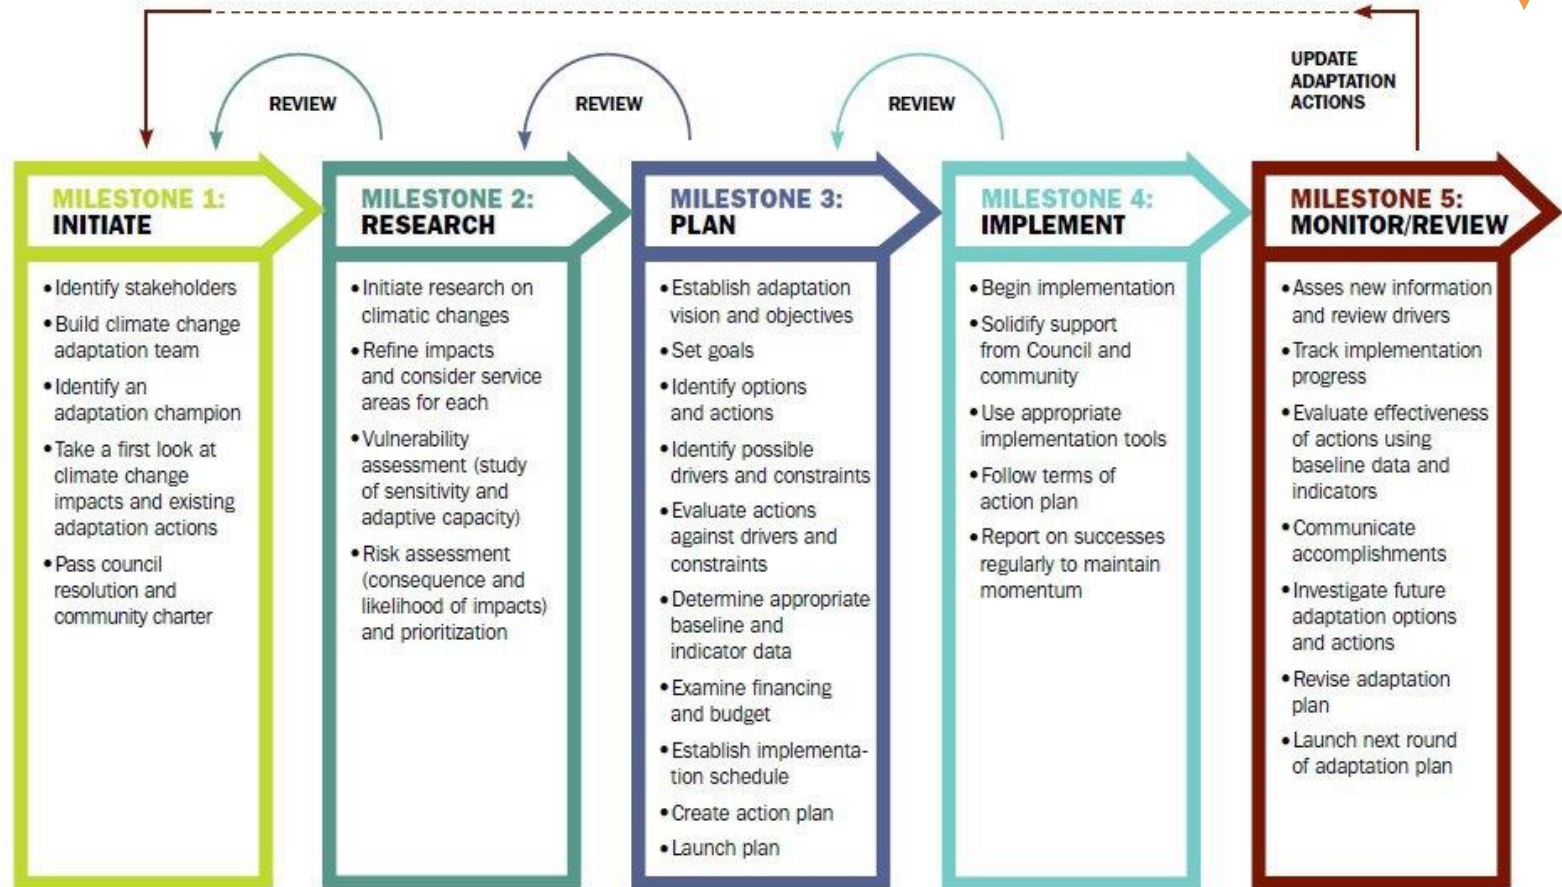 UPDATE
ADAPTATION
ACTIONS
REVIEW
REVIEW
REVIEW
MILESTONE 1:
INITIATE
• Identify stakeholders
• Build climate change
adaptation team
• Identify an
adaptation champion
• Take a first look at
climate change
impacts and existing
adaptation actions
• Pass council
resolution and
community charter
MILESTONE 2:
RESEARCH
• Initiate research on
climatic changes
• Refine impacts
and consider service
areas for each
• Vulnerability
assessment (study
of sensitivity and
adaptive capacity)
• Risk assessment
(consequence and
likelihood of impacts)
and prioritization
MILESTONE 3:
PLAN
• Establish adaptation
vision and objectives
• Set goals
• Identify options
and actions
• Identify possible
drivers and constraints
• Evaluate actions
against drivers and
constraints
• Determine appropriate
baseline and
indicator data
• Examine financing
and budget
• Establish implementa-
tion schedule
• Create action plan
• Launch plan
MILESTONE 4:
IMPLEMENT
• Begin implementation
• Solidify support
from Council and
community
• Use appropriate
implementation tools
• Follow terms of
action plan
• Report on successes
regularly to maintain
momentum
MILESTONE 5:
MONITOR/REVIEW
• Asses new information
and review drivers
• Track implementation
progress
• Evaluate effectiveness
of actions using
baseline data and
indicators
• Communicate
accomplishments
• Investigate future
adaptation options
and actions
• Revise adaptation
plan
• Launch next round
of adaptation plan